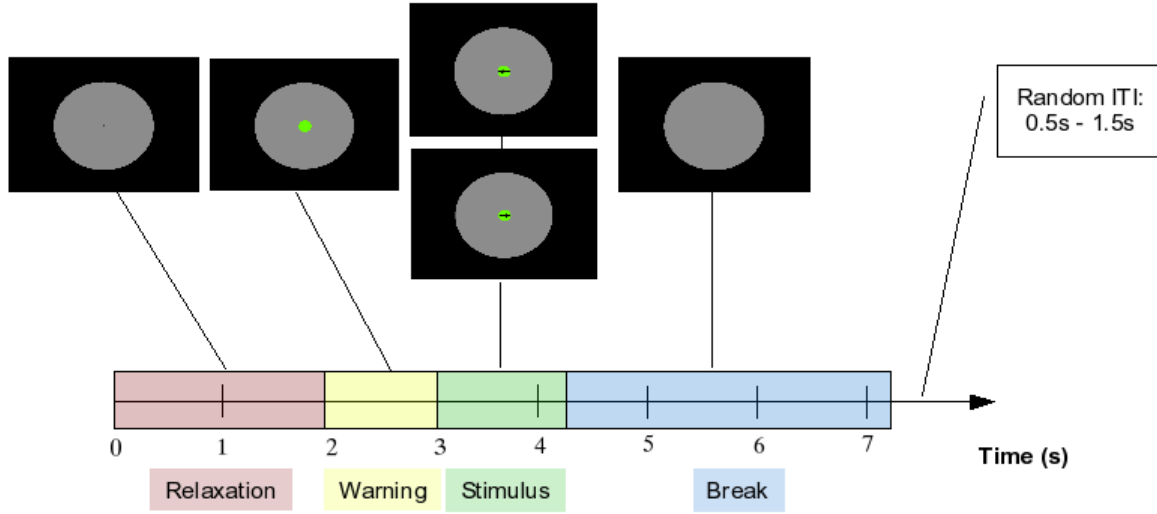 Random ITI:
0.5s - 1.5s
0 1 2 3 4 5 6 7
Time (s)
Relaxation Warning Stimulus Break